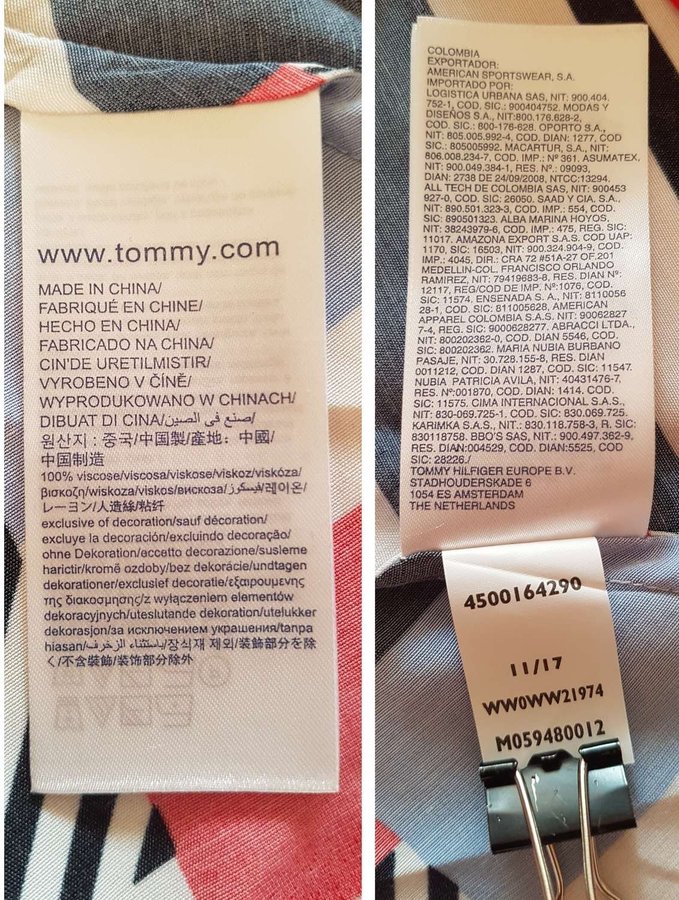 www.tommy.com
MADE IN CHINA/
FABRIQUÉ EN CHINE/
HECHO EN CHINA/
FABRICADO NA CHINA/
CIN'DE URETILMISTIR/
VYROBENO V ČÍNĚ/
WYPRODUKOWANO W CHINACH/
DIBUAT DI CINA/صنع في الصين/
원산지 : 중국/中国製/產地：中國/
中国制造
100% viscose/viscosa/viskose/viskoz/viskóza/
βισκοζη/wiskoza/viskos/вискоза/فيسكوز/레이온/
レーヨン/人造絲/粘纤
exclusive of decoration/sauf décoration/
excluye la decoración/excluindo decoração/
ohne Dekoration/accetto decorazione/susleme
harictir/kromě ozdoby/bez dekorácie/undtagen
dekorationer/exclusief decoratie/εξαιρουμενης
της διακοσμησης/z wyłączeniem elementów
dekoracyjnych/uteslutande dekoration/utelukker
dekorasjon/за исключением украшения/tanpa
hiasan/باستثناء الزخرف/장식재 제외/装飾部分を除
く/不含裝飾/装饰部分除外
COLOMBIA
EXPORTADOR:
AMERICAN SPORTSWEAR, S.A.
IMPORTADO POR:
LOGISTICA URBANA SAS, NIT: 900.404.
752-1, COD. SIC.: 900404752. MODAS Y
DISEÑOS S.A., NIT:800.176.628-2,
COD. SIC.: 800-176-628. OPORTO S.A.,
NIT: 805.005.992-4, COD. DIAN: 1277, COD
SIC.: 805005992. MACARTUR, S.A., NIT:
806.008.234-7, COD. IMP.: Nº 361. ASUMATEX,
NIT: 900.049.384-1, RES. No.: 09093,
DIAN: 2738 DE 24/09/2008, NTCC:13294.
ALL TECH DE COLOMBIA SAS, NIT: 900453
927-0, COD. SIC: 26050. SAAD Y CIA. S.A.,
NIT: 890.501.323-3, COD. IMP.: 554, COD.
SIC: 890501323. ALBA MARINA HOYOS,
NIT: 38243979-6, COD. IMP.: 475, REG. SIC:
11017. AMAZONA EXPORT S.A.S. COD UAP:
1170, SIC: 16503, NIT: 900.324.904-9, COD.
IMP.: 4045, DIR.: CRA 72 #51A-27 OF.201
MEDELLIN-COL. FRANCISCO ORLANDO
RAMIREZ, NIT: 79419683-8, RES. DIAN Nº:
12117, REG/COD DE IMP.: Nº 1076, COD.
SIC: 11574. ENSENADA S. A., NIT: 8110056
28-1, COD. SIC: 811005628, AMERICAN
APPAREL COLOMBIA S.A.S. NIT: 90062827
7-4, REG. SIC: 9000628277. ABRACCI LTDA.,
NIT: 800202362-0, COD. DIAN 5546, COD.
SIC: 800202362. MARIA NUBIA BURBANO
PASAJE, NIT: 30.728.155-8, RES. DIAN
0011212, COD. DIAN 1287, COD. SIC: 11547.
NUBIA PATRICIA AVILA, NIT: 40431476-7,
RES. Nº:001870, COD. DIAN: 1414. COD.
SIC: 11575. CIMA INTERNACIONAL S.A.S.,
NIT: 830-069.725-1. COD. SIC: 830.069.725.
KARIMKA S.A.S., NIT.: 830.118.758-3, R. SIC:
830118758. BBO'S SAS, NIT: 900.497.362-9,
RES. DIAN:004529, COD. DIAN:5525, COD.
SIC: 28226./
TOMMY HILFIGER EUROPE B.V.
STADHOUDERSKADE 6
1054 ES AMSTERDAM
THE NETHERLANDS
4500164290
11/17
WW0WW21974
M059480012